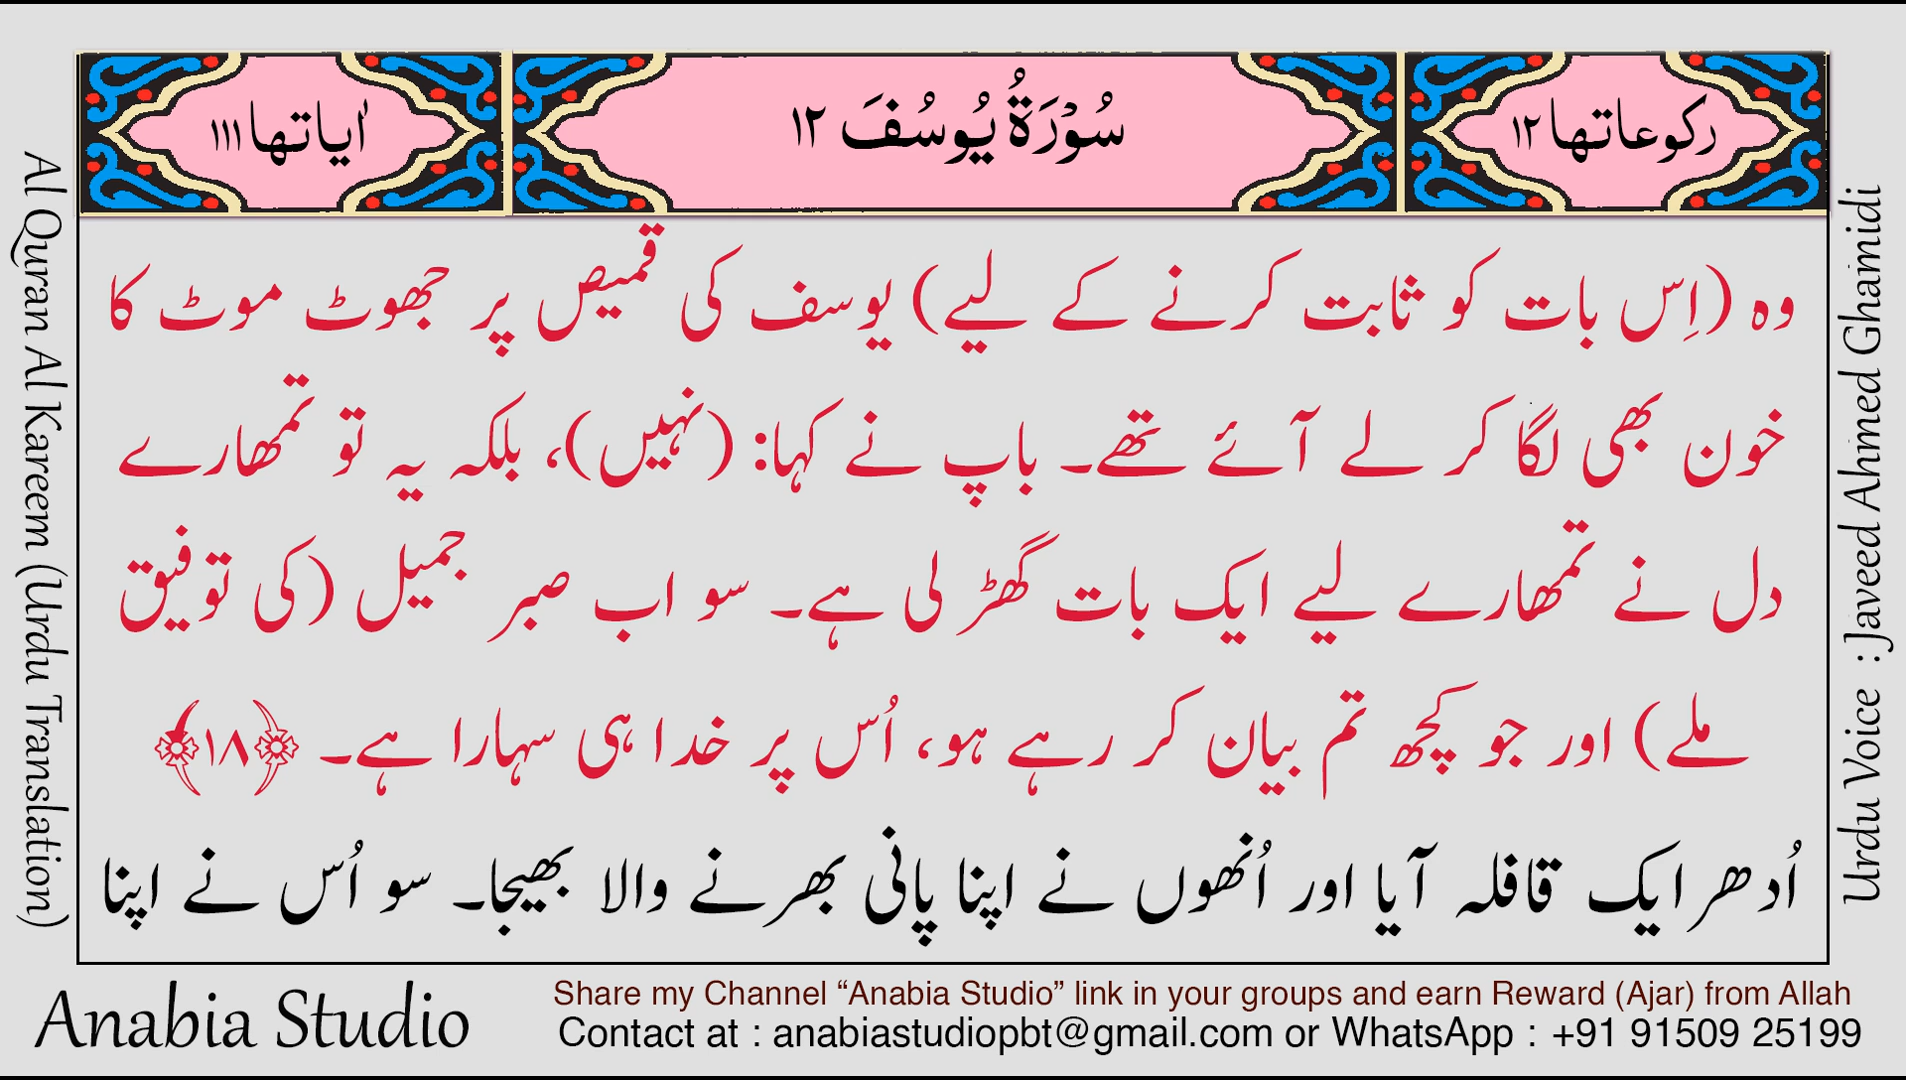 رکوعاتھا ۱۲
سُوْرَۃُ یُوسُفَ ۱۲
اٰیاتھا ۱۱۱
وہ (اِس بات کو ثابت کرنے کے لیے) یوسف کی قمیص پر جھوٹ موٹ کا
خون بھی لگا کر لے آئے تھے۔ باپ نے کہا: (نہیں)، بلکہ یہ تو تمھارے
دل نے تمھارے لیے ایک بات گھڑ لی ہے۔ سو اب صبر جمیل (کی توفیق
ملے) اور جو کچھ تم بیان کر رہے ہو، اُس پر خدا ہی سہارا ہے۔ ﴿۱۸﴾
اُدھر ایک قافلہ آیا اور اُنھوں نے اپنا پانی بھرنے والا بھیجا۔ سو اُس نے اپنا
Al Quran Al Kareem (Urdu Translation)
Urdu Voice : Javeed Ahmed Ghamidi
Anabia Studio
Share my Channel “Anabia Studio” link in your groups and earn Reward (Ajar) from Allah
Contact at : anabiastudiopbt@gmail.com or WhatsApp : +91 91509 25199